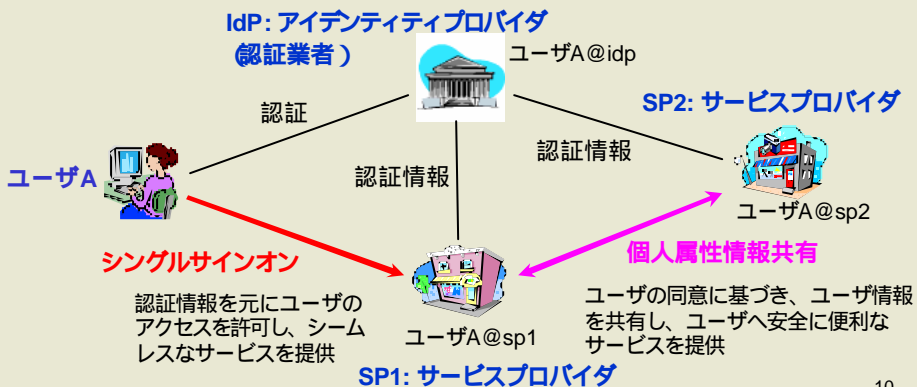 IdP: アイデンティティプロバイダ
(認証業者)
ユーザA@idp
SP2: サービスプロバイダ
認証
認証情報
認証情報
ユーザA
ユーザA@sp2
シングルサインオン
個人属性情報共有
認証情報を元にユーザの
アクセスを許可し、シーム
レスなサービスを提供
ユーザA@sp1
ユーザの同意に基づき、ユーザ情報
を共有し、ユーザへ安全に便利な
サービスを提供
SP1: サービスプロバイダ
10